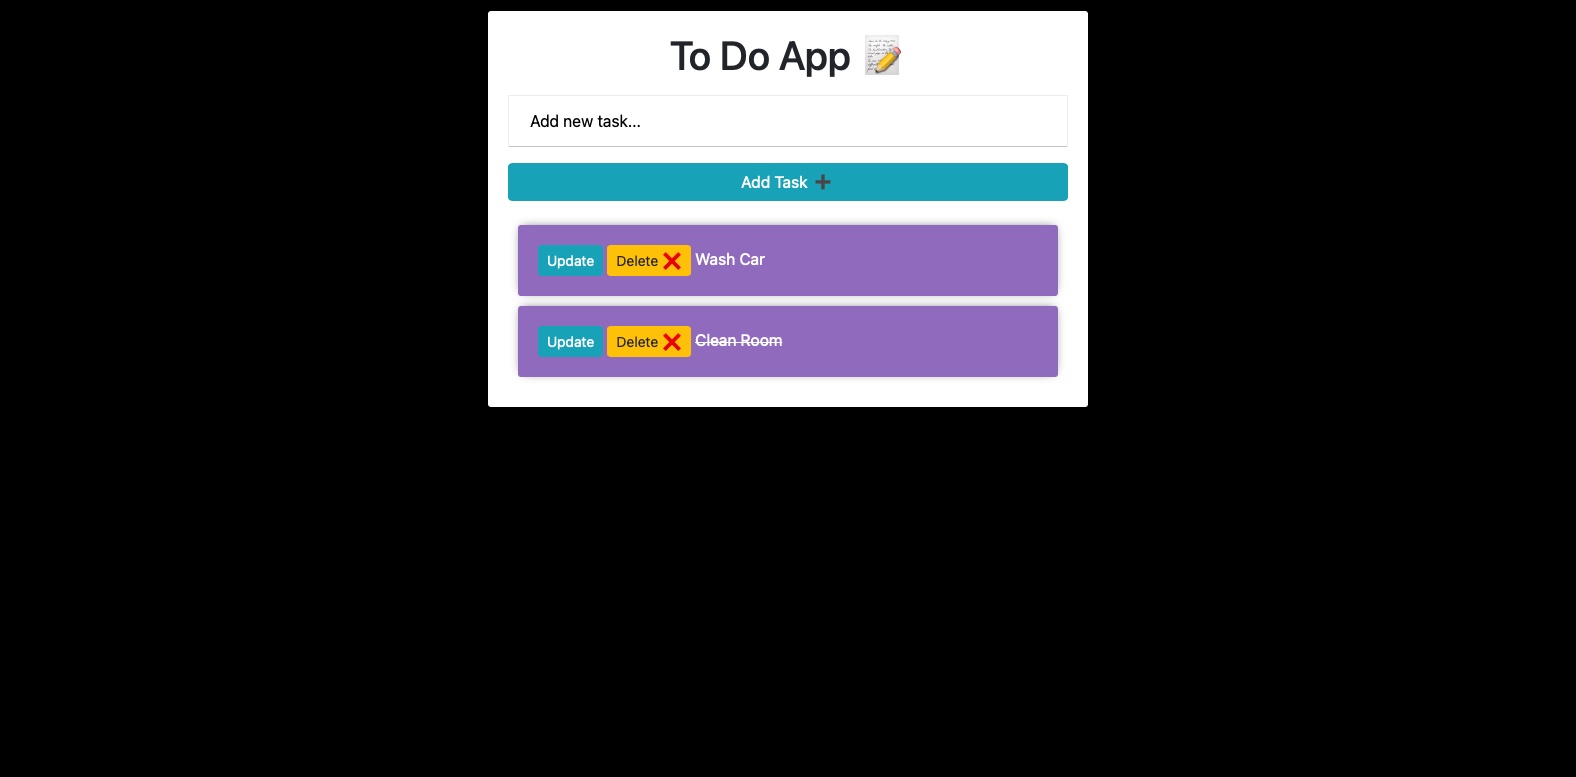 To Do App 📝
Add new task...
Add Task ➕
Update Delete ❌ Wash Car
Update Delete ❌ Clean Room